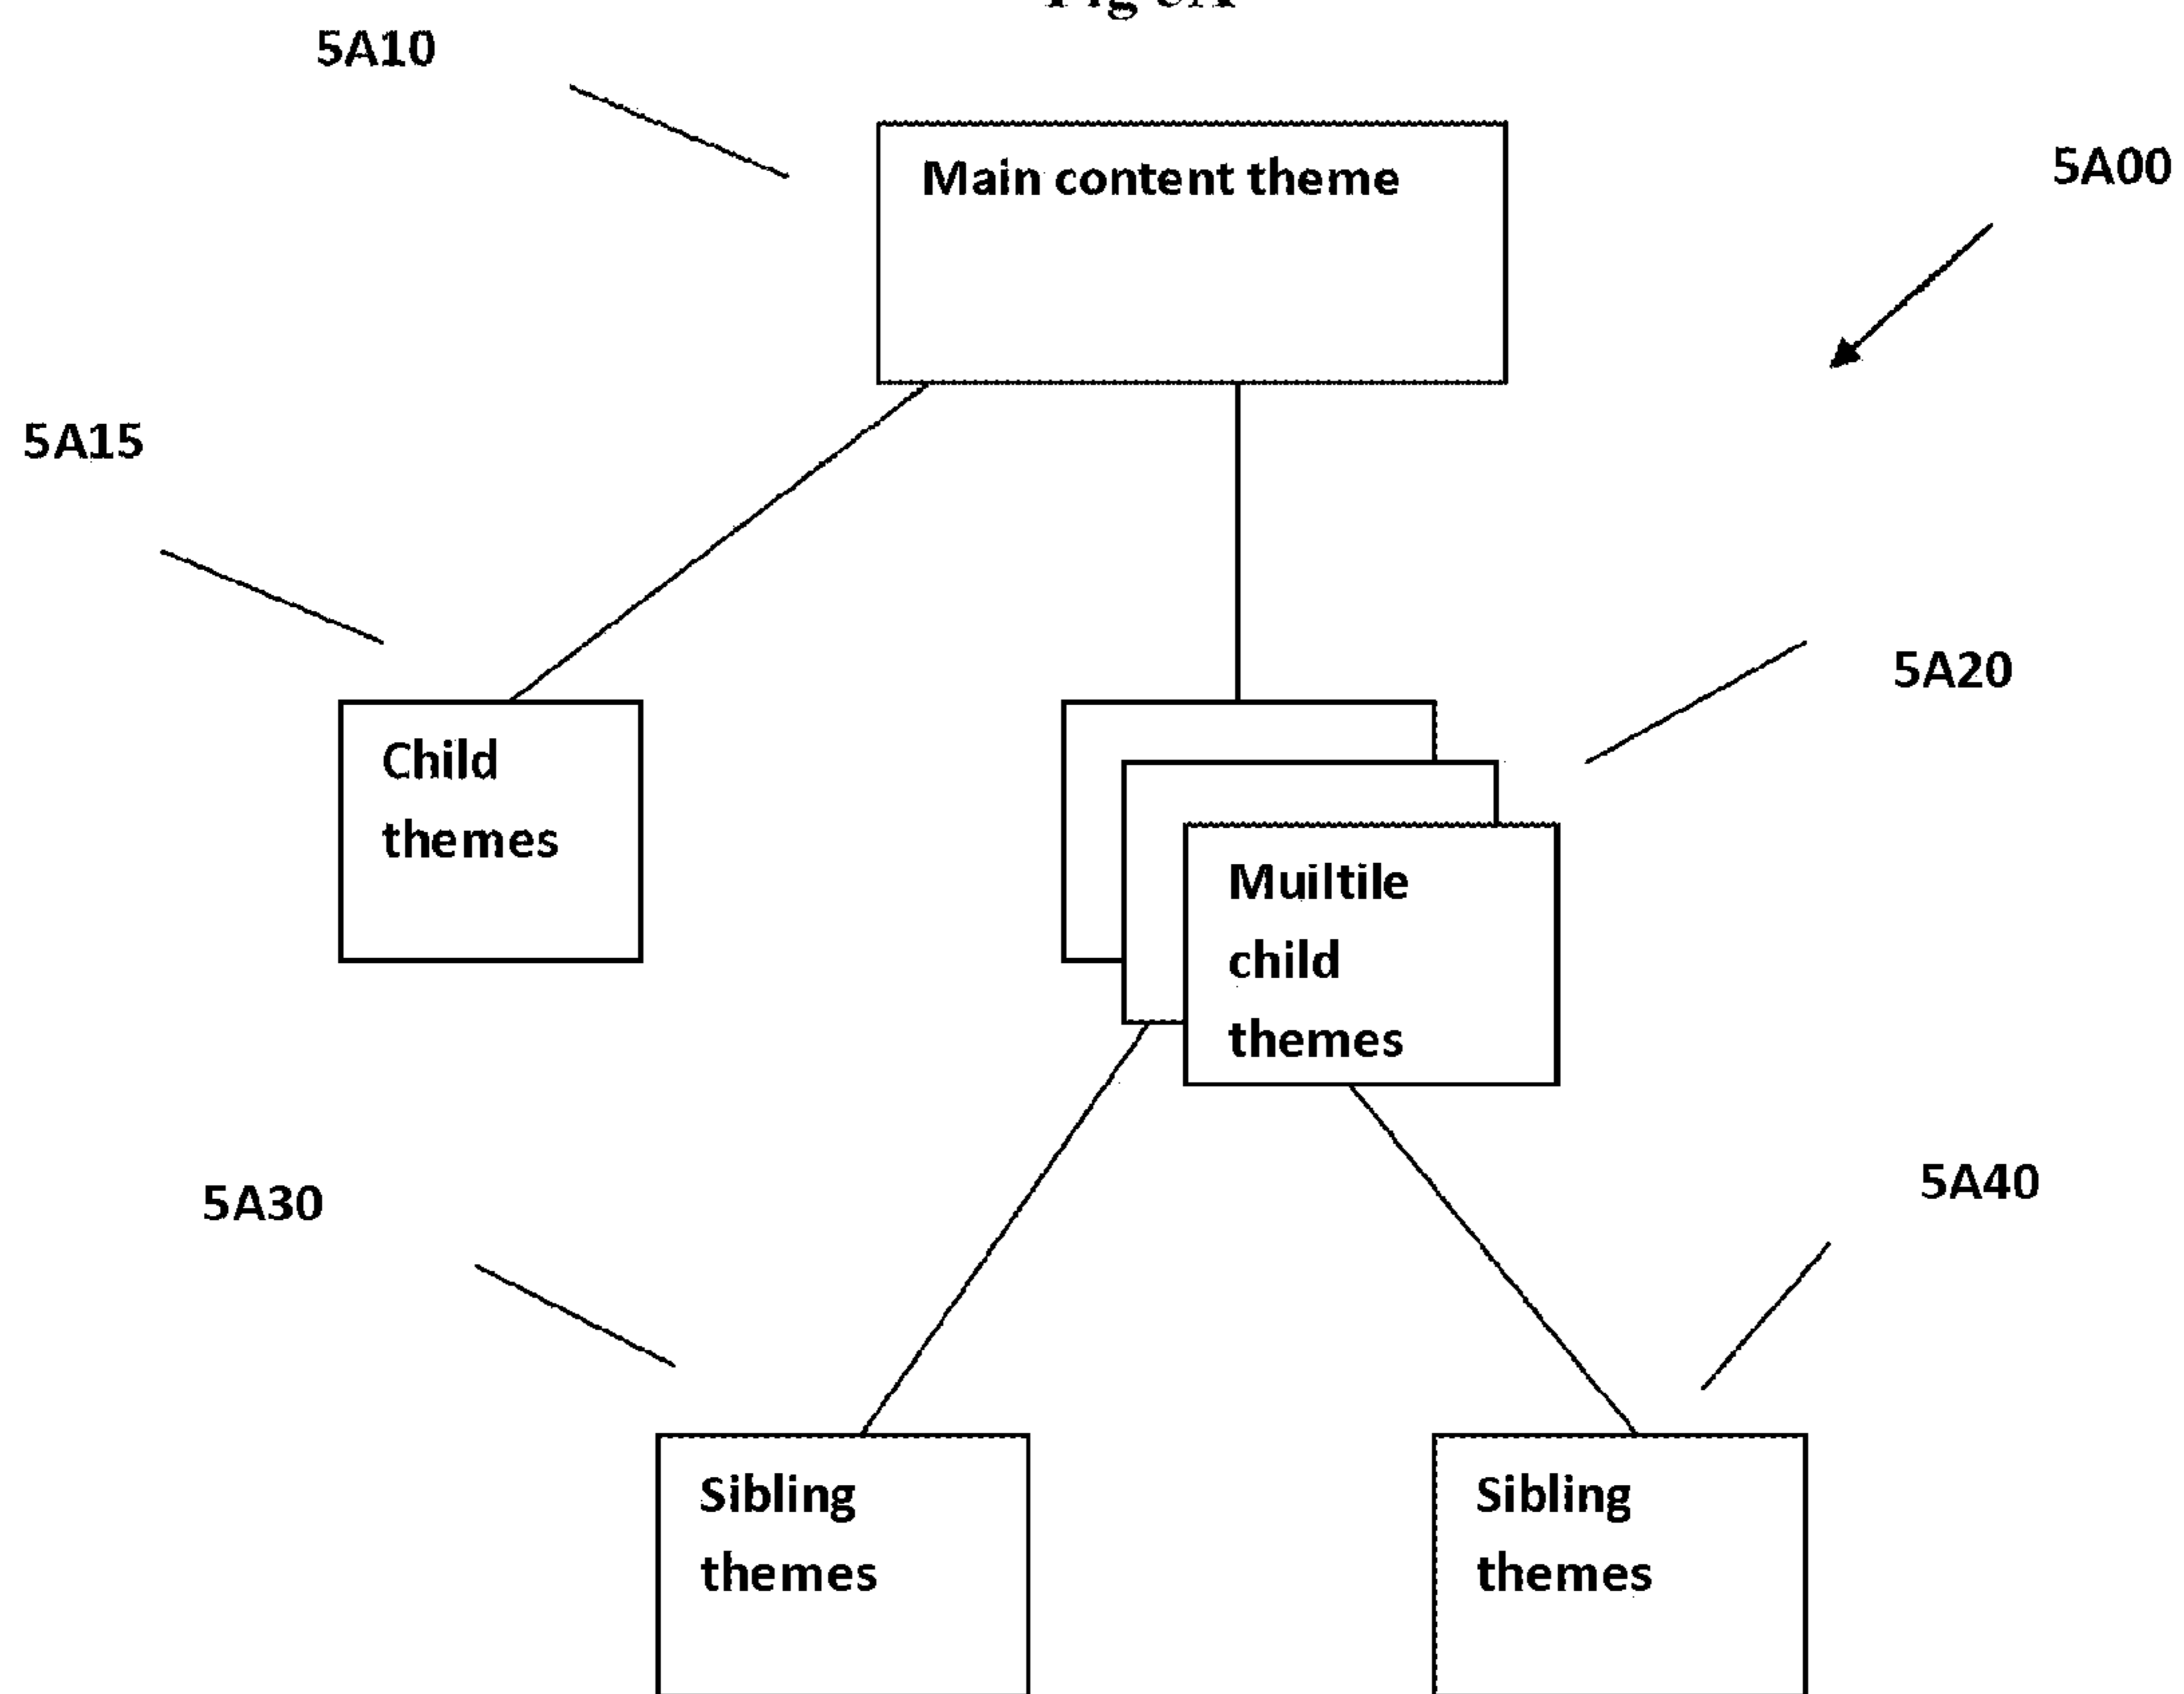 5A10
Main content theme
5A00
5A15
5A20
Child
themes
Muiltile
child
themes
5A30
5A40
Sibling
themes
Sibling
themes